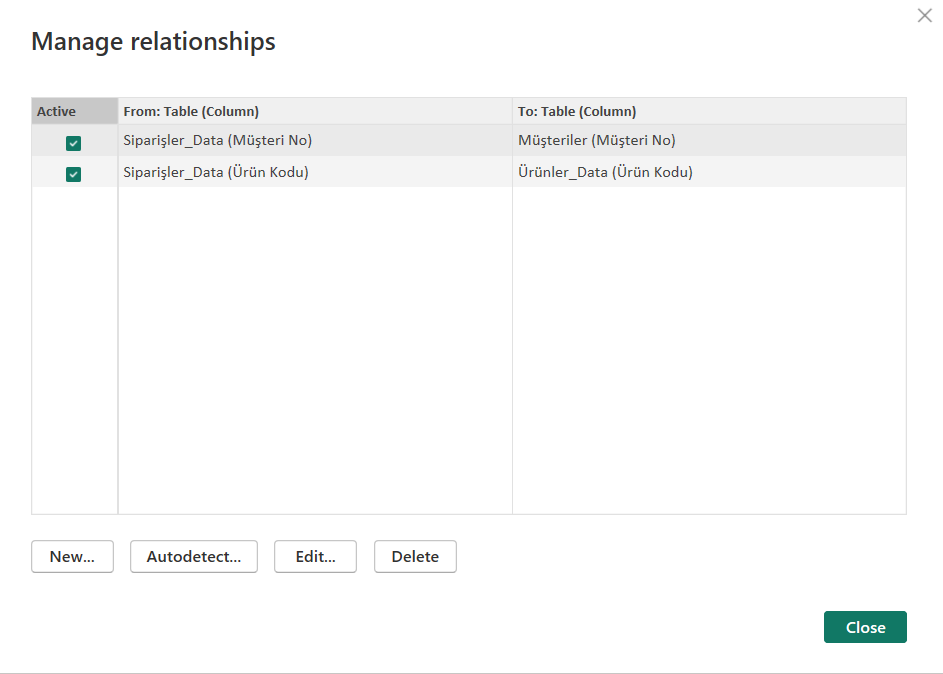 Manage relationships
Active From: Table (Column) To: Table (Column)
Siparişler_Data (Müşteri No) Müşteriler (Müşteri No)
Siparişler_Data (Ürün Kodu) Ürünler_Data (Ürün Kodu)
New... Autodetect... Edit... Delete
Close